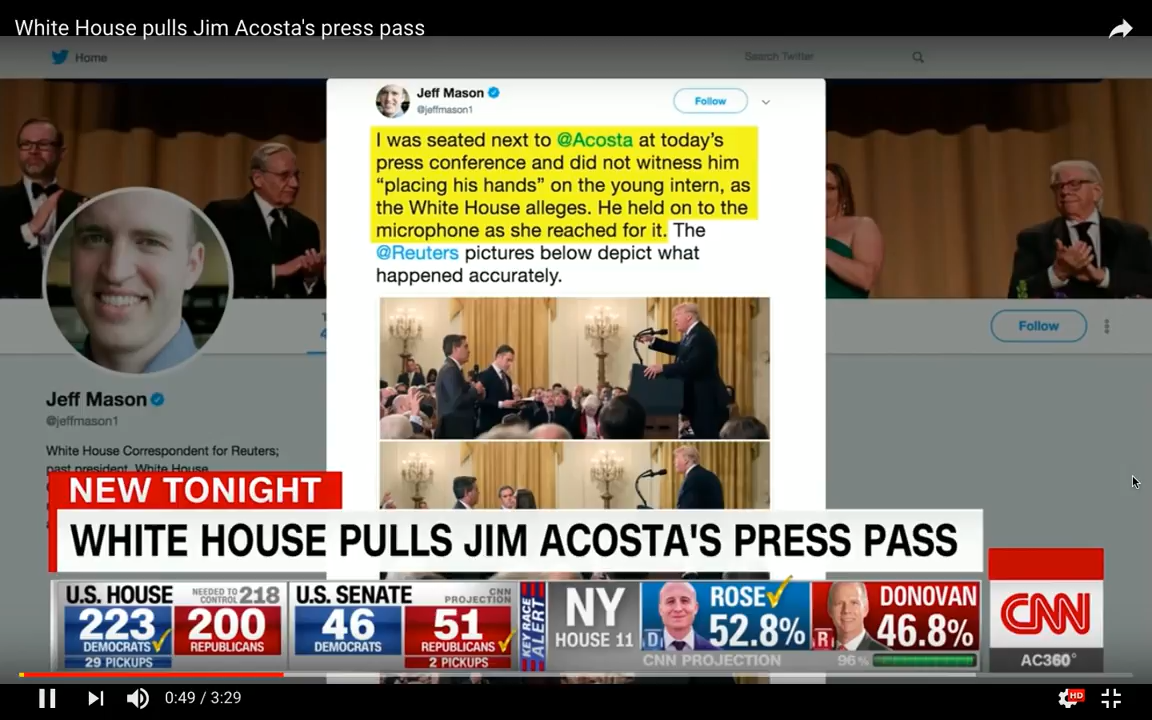 White House pulls Jim Acosta's press pass
Home
Search Twitter
Jeff Mason
@jeffmason1
Follow
I was seated next to @Acosta at today's
press conference and did not witness him
“placing his hands” on the young intern, as
the White House alleges. He held on to the
microphone as she reached for it. The
@Reuters pictures below depict what
happened accurately.
Follow
Jeff Mason
@jeffmason1
White House Correspondent for Reuters;
past president, White House
NEW TONIGHT
WHITE HOUSE PULLS JIM ACOSTA'S PRESS PASS
U.S. HOUSE NEEDED TO CONTROL 218
223 DEMOCRATS 200 REPUBLICANS
29 PICKUPS
U.S. SENATE CNN PROJECTION
46 DEMOCRATS 51 REPUBLICANS
2 PICKUPS
KEY RACE ALERT
NY
HOUSE 11
D ROSE 52.8%
R DONOVAN 46.8%
CNN PROJECTION 96%
CNN
AC360°
0:49 / 3:29
HD